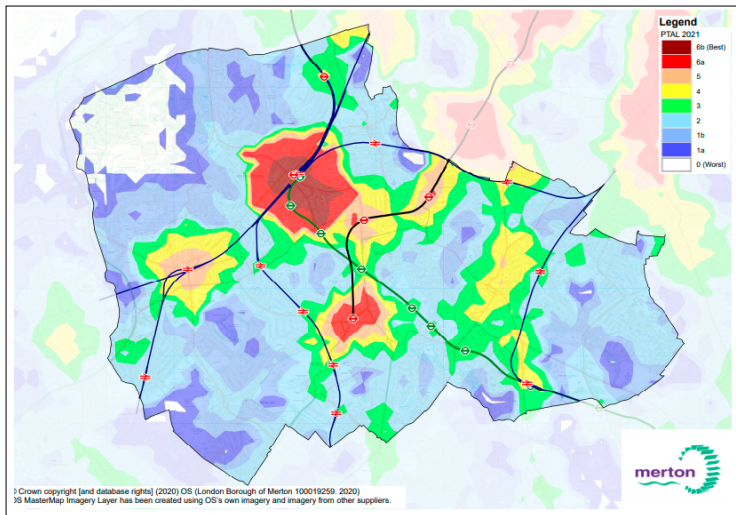 Legend
PTAL 2021
6b (Best)
6a
5
4
3
2
1b
1a
0 (Worst)
merton
© Crown copyright [and database rights] (2020) OS (London Borough of Merton 100019259. 2020)
OS MasterMap Imagery Layer has been created using OS's own imagery and imagery from other suppliers.